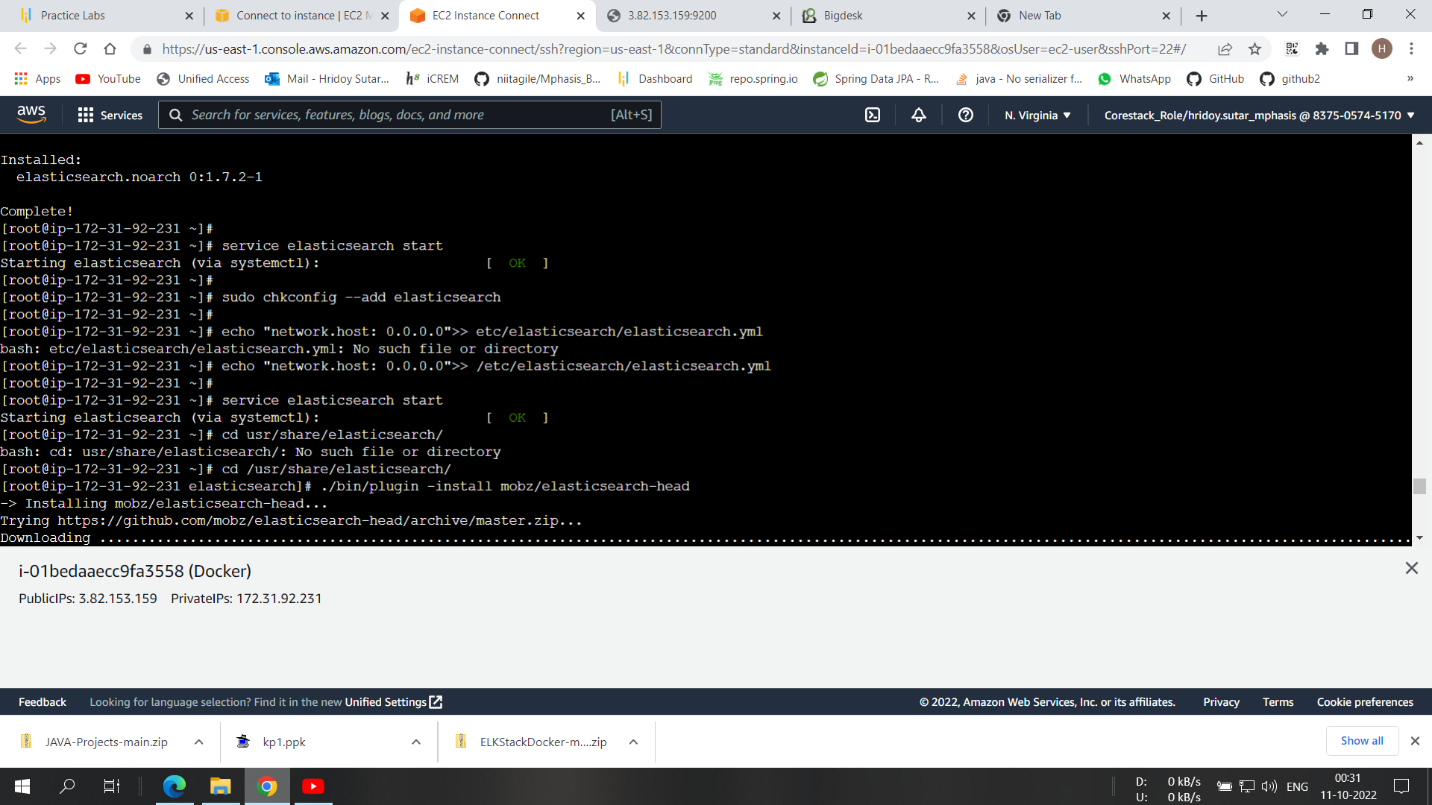 Practice Labs
Connect to instance | EC2 M
EC2 Instance Connect
3.82.153.159:9200
Bigdesk
New Tab
https://us-east-1.console.aws.amazon.com/ec2-instance-connect/ssh?region=us-east-1&connType=standard&instanceId=i-01bedaaecc9fa3558&osUser=ec2-user&sshPort=22#/
H
Apps
YouTube
Unified Access
Mail - Hridoy Sutar...
iCREM
niitagile/Mphasis_B...
Dashboard
repo.spring.io
Spring Data JPA - R...
java - No serializer f...
WhatsApp
GitHub
github2
»
aws
Services
Search for services, features, blogs, docs, and more
[Alt+S]
N. Virginia
Corestack_Role/hridoy.sutar_mphasis @ 8375-0574-5170
Installed:
elasticsearch.noarch 0:1.7.2-1
Complete!
[root@ip-172-31-92-231 ~]#
[root@ip-172-31-92-231 ~]# service elasticsearch start
Starting elasticsearch (via systemctl): [ OK ]
[root@ip-172-31-92-231 ~]#
[root@ip-172-31-92-231 ~]# sudo chkconfig --add elasticsearch
[root@ip-172-31-92-231 ~]#
[root@ip-172-31-92-231 ~]# echo "network.host: 0.0.0.0">> etc/elasticsearch/elasticsearch.yml
bash: etc/elasticsearch/elasticsearch.yml: No such file or directory
[root@ip-172-31-92-231 ~]# echo "network.host: 0.0.0.0">> /etc/elasticsearch/elasticsearch.yml
[root@ip-172-31-92-231 ~]#
[root@ip-172-31-92-231 ~]# service elasticsearch start
Starting elasticsearch (via systemctl): [ OK ]
[root@ip-172-31-92-231 ~]# cd usr/share/elasticsearch/
bash: cd: usr/share/elasticsearch/: No such file or directory
[root@ip-172-31-92-231 ~]# cd /usr/share/elasticsearch/
[root@ip-172-31-92-231 elasticsearch]# ./bin/plugin -install mobz/elasticsearch-head
-> Installing mobz/elasticsearch-head...
Trying https://github.com/mobz/elasticsearch-head/archive/master.zip...
Downloading ................................................................................................................................................................
i-01bedaaecc9fa3558 (Docker)
PublicIPs: 3.82.153.159 PrivateIPs: 172.31.92.231
Feedback
Looking for language selection? Find it in the new Unified Settings
© 2022, Amazon Web Services, Inc. or its affiliates.
Privacy
Terms
Cookie preferences
JAVA-Projects-main.zip
kp1.ppk
ELKStackDocker-m....zip
Show all
D: 0 kB/s
U: 0 kB/s
ENG
00:31
11-10-2022